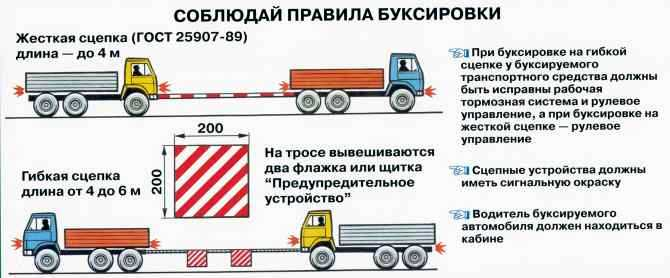 СОБЛЮДАЙ ПРАВИЛА БУКСИРОВКИ
Жесткая сцепка (ГОСТ 25907-89)
длина — до 4 м
200
200
Гибкая сцепка
длина от 4 до 6 м
На тросе вывешиваются
два флажка или щитка
“Предупредительное
устройство”
При буксировке на гибкой
сцепке у буксируемого
транспортного средства должны
быть исправны рабочая
тормозная система и рулевое
управление, а при буксировке на
жесткой сцепке — рулевое
управление
Сцепные устройства должны
иметь сигнальную окраску
Водитель буксируемого
автомобиля должен находиться в
кабине